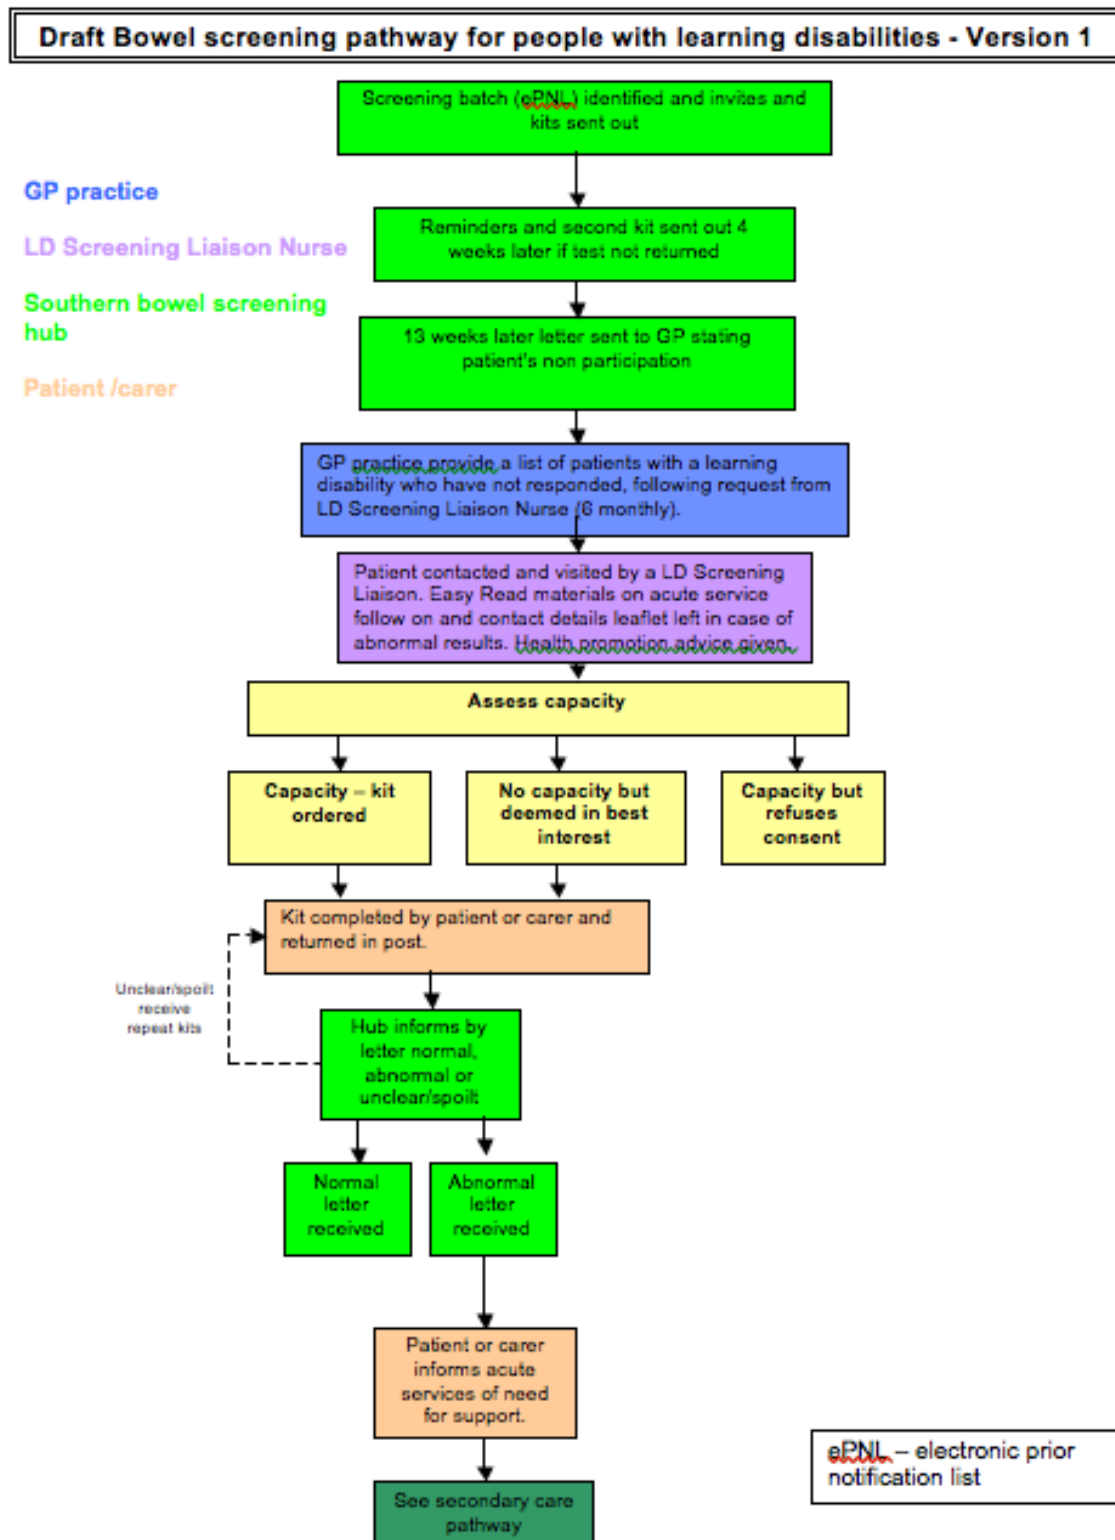 Draft Bowel screening pathway for people with learning disabilities - Version 1
Screening batch (ePNL) identified and invites and
kits sent out
GP practice
LD Screening Liaison Nurse
Southern bowel screening
hub
Patient /carer
Reminders and second kit sent out 4
weeks later if test not returned
13 weeks later letter sent to GP stating
patient's non participation
GP practice provide a list of patients with a learning
disability who have not responded, following request from
LD Screening Liaison Nurse (6 monthly).
Patient contacted and visited by a LD Screening
Liaison. Easy Read materials on acute service
follow on and contact details leaflet left in case of
abnormal results. Health promotion advice given.
Assess capacity
Capacity – kit
ordered
No capacity but
deemed in best
interest
Capacity but
refuses
consent
Kit completed by patient or carer and
returned in post.
Unclear/spoilt
receive
repeat kits
Hub informs by
letter normal,
abnormal or
unclear/spoilt
Normal
letter
received
Abnormal
letter
received
Patient or carer
informs acute
services of need
for support.
ePNL – electronic prior
notification list
See secondary care
pathway